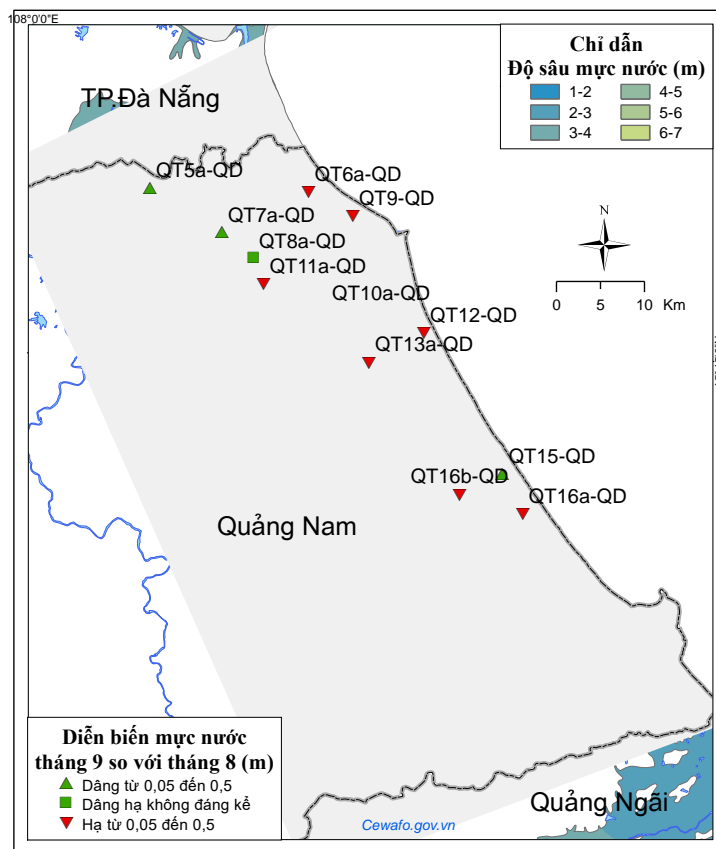 108°0'0"E
Chỉ dẫn
Độ sâu mực nước (m)
1-2
4-5
2-3
5-6
3-4
6-7
TP.Đà Nẵng
QT5a-QD
QT6a-QD
QT9-QD
QT7a-QD
QT8a-QD
QT11a-QD
QT10a-QD
QT12-QD
QT13a-QD
N
0 5 10 Km
QT15-QD
QT16b-QD
QT16a-QD
Quảng Nam
Diễn biến mực nước
tháng 9 so với tháng 8 (m)
Dâng từ 0,05 đến 0,5
Dâng hạ không đáng kể
Hạ từ 0,05 đến 0,5
Quảng Ngãi
Cewafo.gov.vn